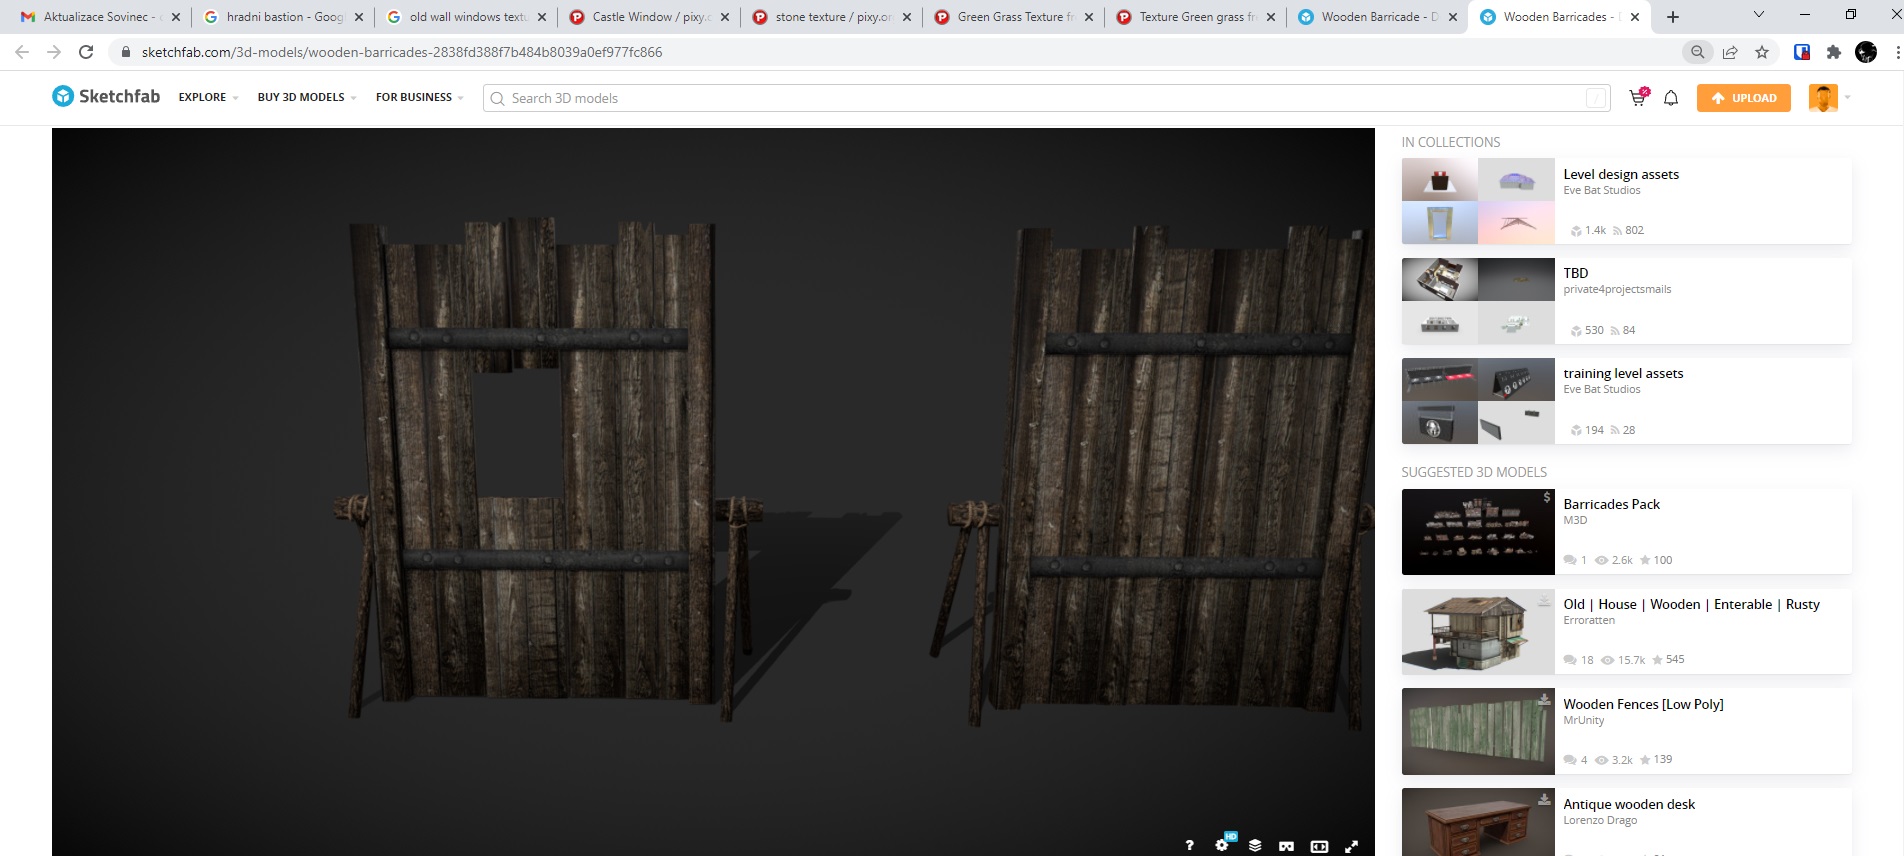 Aktualizace Sovinec -
hradni bastion - Goog
old wall windows textu
Castle Window / pixy.o
stone texture / pixy.or
Green Grass Texture fr
Texture Green grass fr
Wooden Barricade - D
Wooden Barricades -
sketchfab.com/3d-models/wooden-barricades-2838fd388f7b484b8039a0ef977fc866
Sketchfab
EXPLORE
BUY 3D MODELS
FOR BUSINESS
Search 3D models
/
UPLOAD
IN COLLECTIONS
Level design assets
Eve Bat Studios
1.4k 802
TBD
private4projectsmails
530 84
training level assets
Eve Bat Studios
194 28
SUGGESTED 3D MODELS
$
Barricades Pack
M3D
1 2.6k 100
Old | House | Wooden | Enterable | Rusty
Erroratten
18 15.7k 545
Wooden Fences [Low Poly]
MrUnity
4 3.2k 139
Antique wooden desk
Lorenzo Drago
? HD